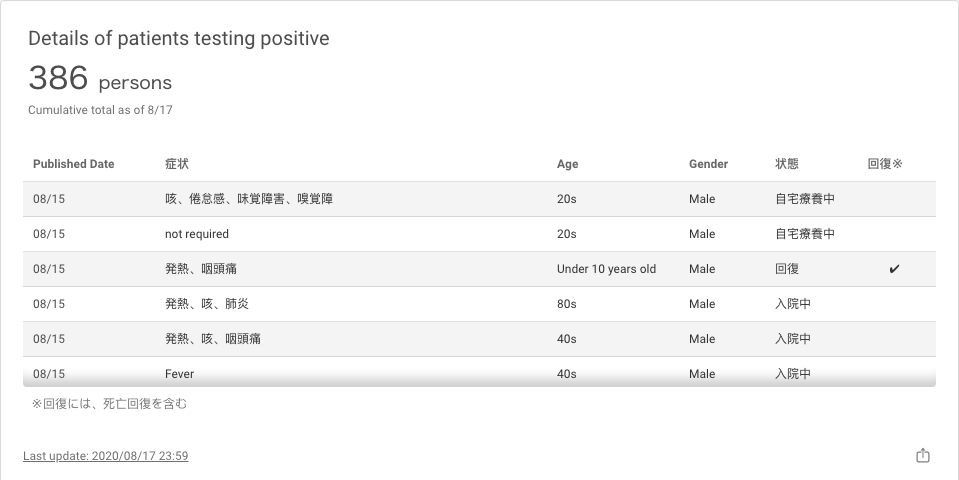 Details of patients testing positive
386 persons
Cumulative total as of 8/17
Published Date 症状 Age Gender 状態 回復※
08/15 咳、倦怠感、味覚障害、嗅覚障 20s Male 自宅療養中
08/15 not required 20s Male 自宅療養中
08/15 発熱、咽頭痛 Under 10 years old Male 回復 ✔
08/15 発熱、咳、肺炎 80s Male 入院中
08/15 発熱、咳、咽頭痛 40s Male 入院中
08/15 Fever 40s Male 入院中
※回復には、死亡回復を含む
Last update: 2020/08/17 23:59